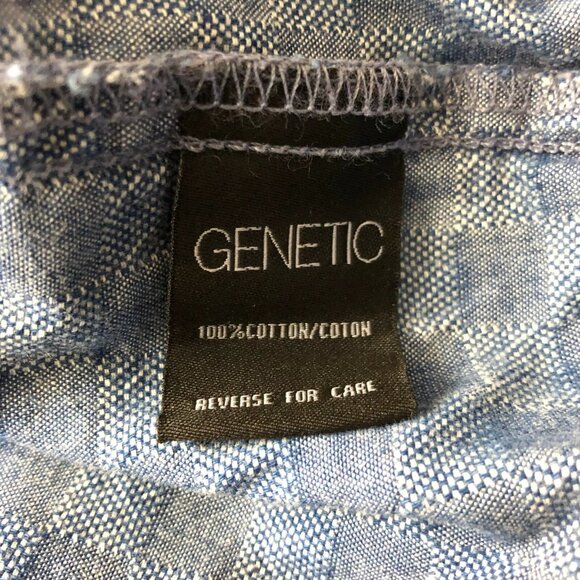 GENETIC
100%COTTON/COTON
REVERSE FOR CARE